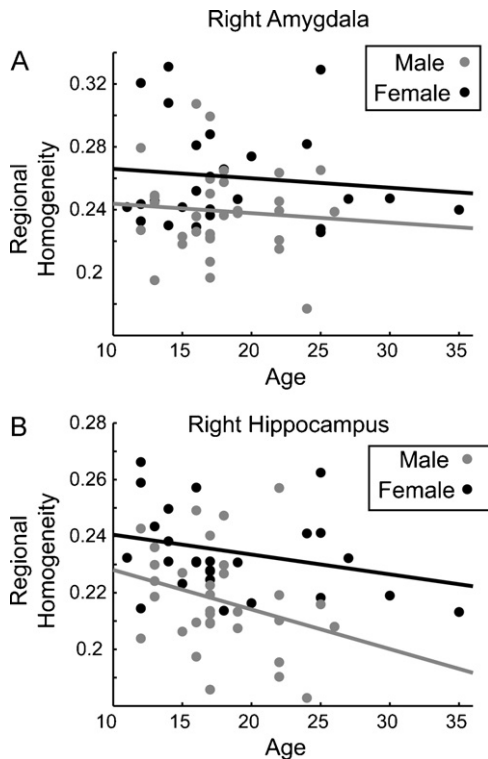 Right Amygdala
A
Male
Female
0.32
0.28
0.24
0.2
Regional
Homogeneity
10 15 20 25 30 35
Age
B
Right Hippocampus
0.28
Male
Female
0.26
0.24
0.22
0.2
Regional
Homogeneity
10 15 20 25 30 35
Age